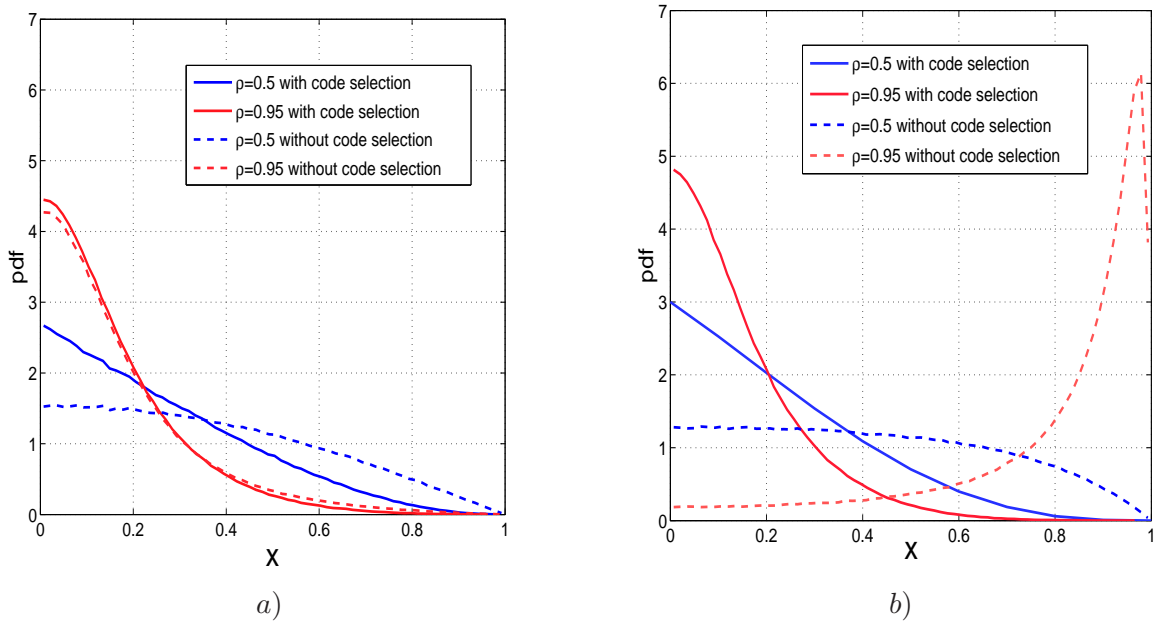 7
6
5
4
3
2
1
0
pdf
0
0.2
0.4
0.6
0.8
1
X
ρ=0.5 with code selection
ρ=0.95 with code selection
ρ=0.5 without code selection
ρ=0.95 without code selection
a)
7
6
5
4
3
2
1
0
pdf
0
0.2
0.4
0.6
0.8
1
X
ρ=0.5 with code selection
ρ=0.95 with code selection
ρ=0.5 without code selection
ρ=0.95 without code selection
b)